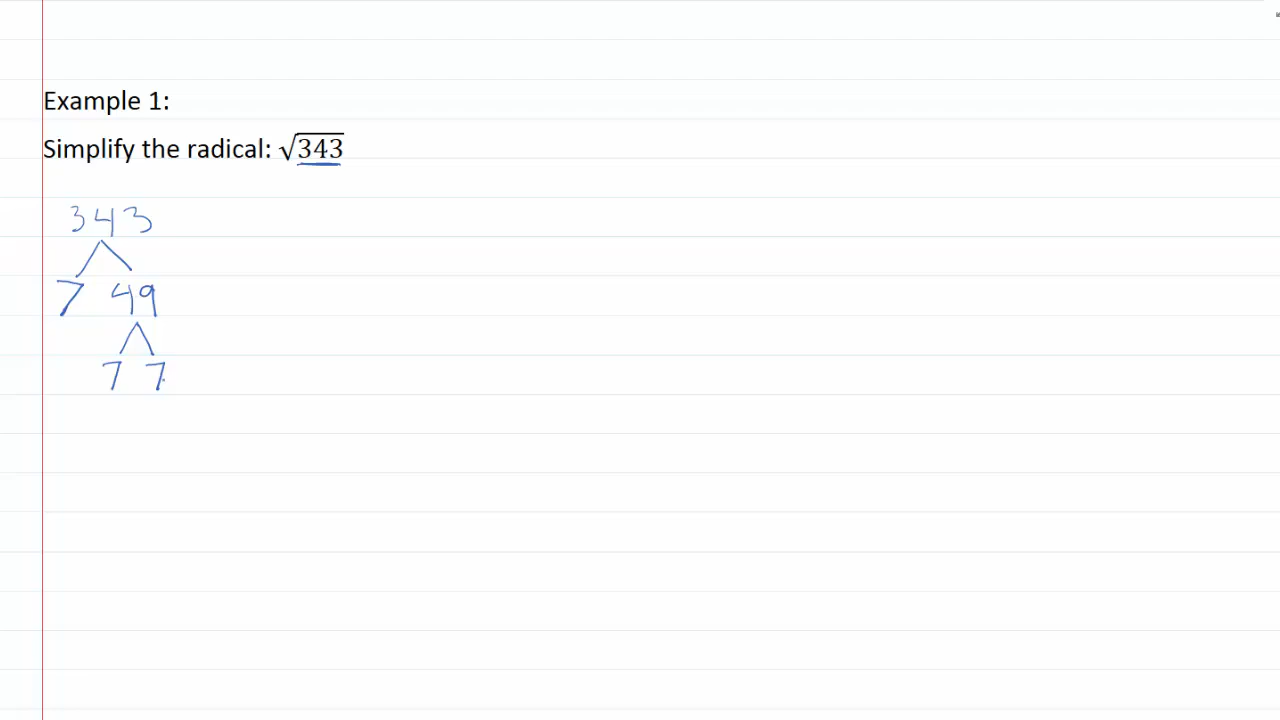 Example 1:
Simplify the radical: √343
343
7 49
7 7